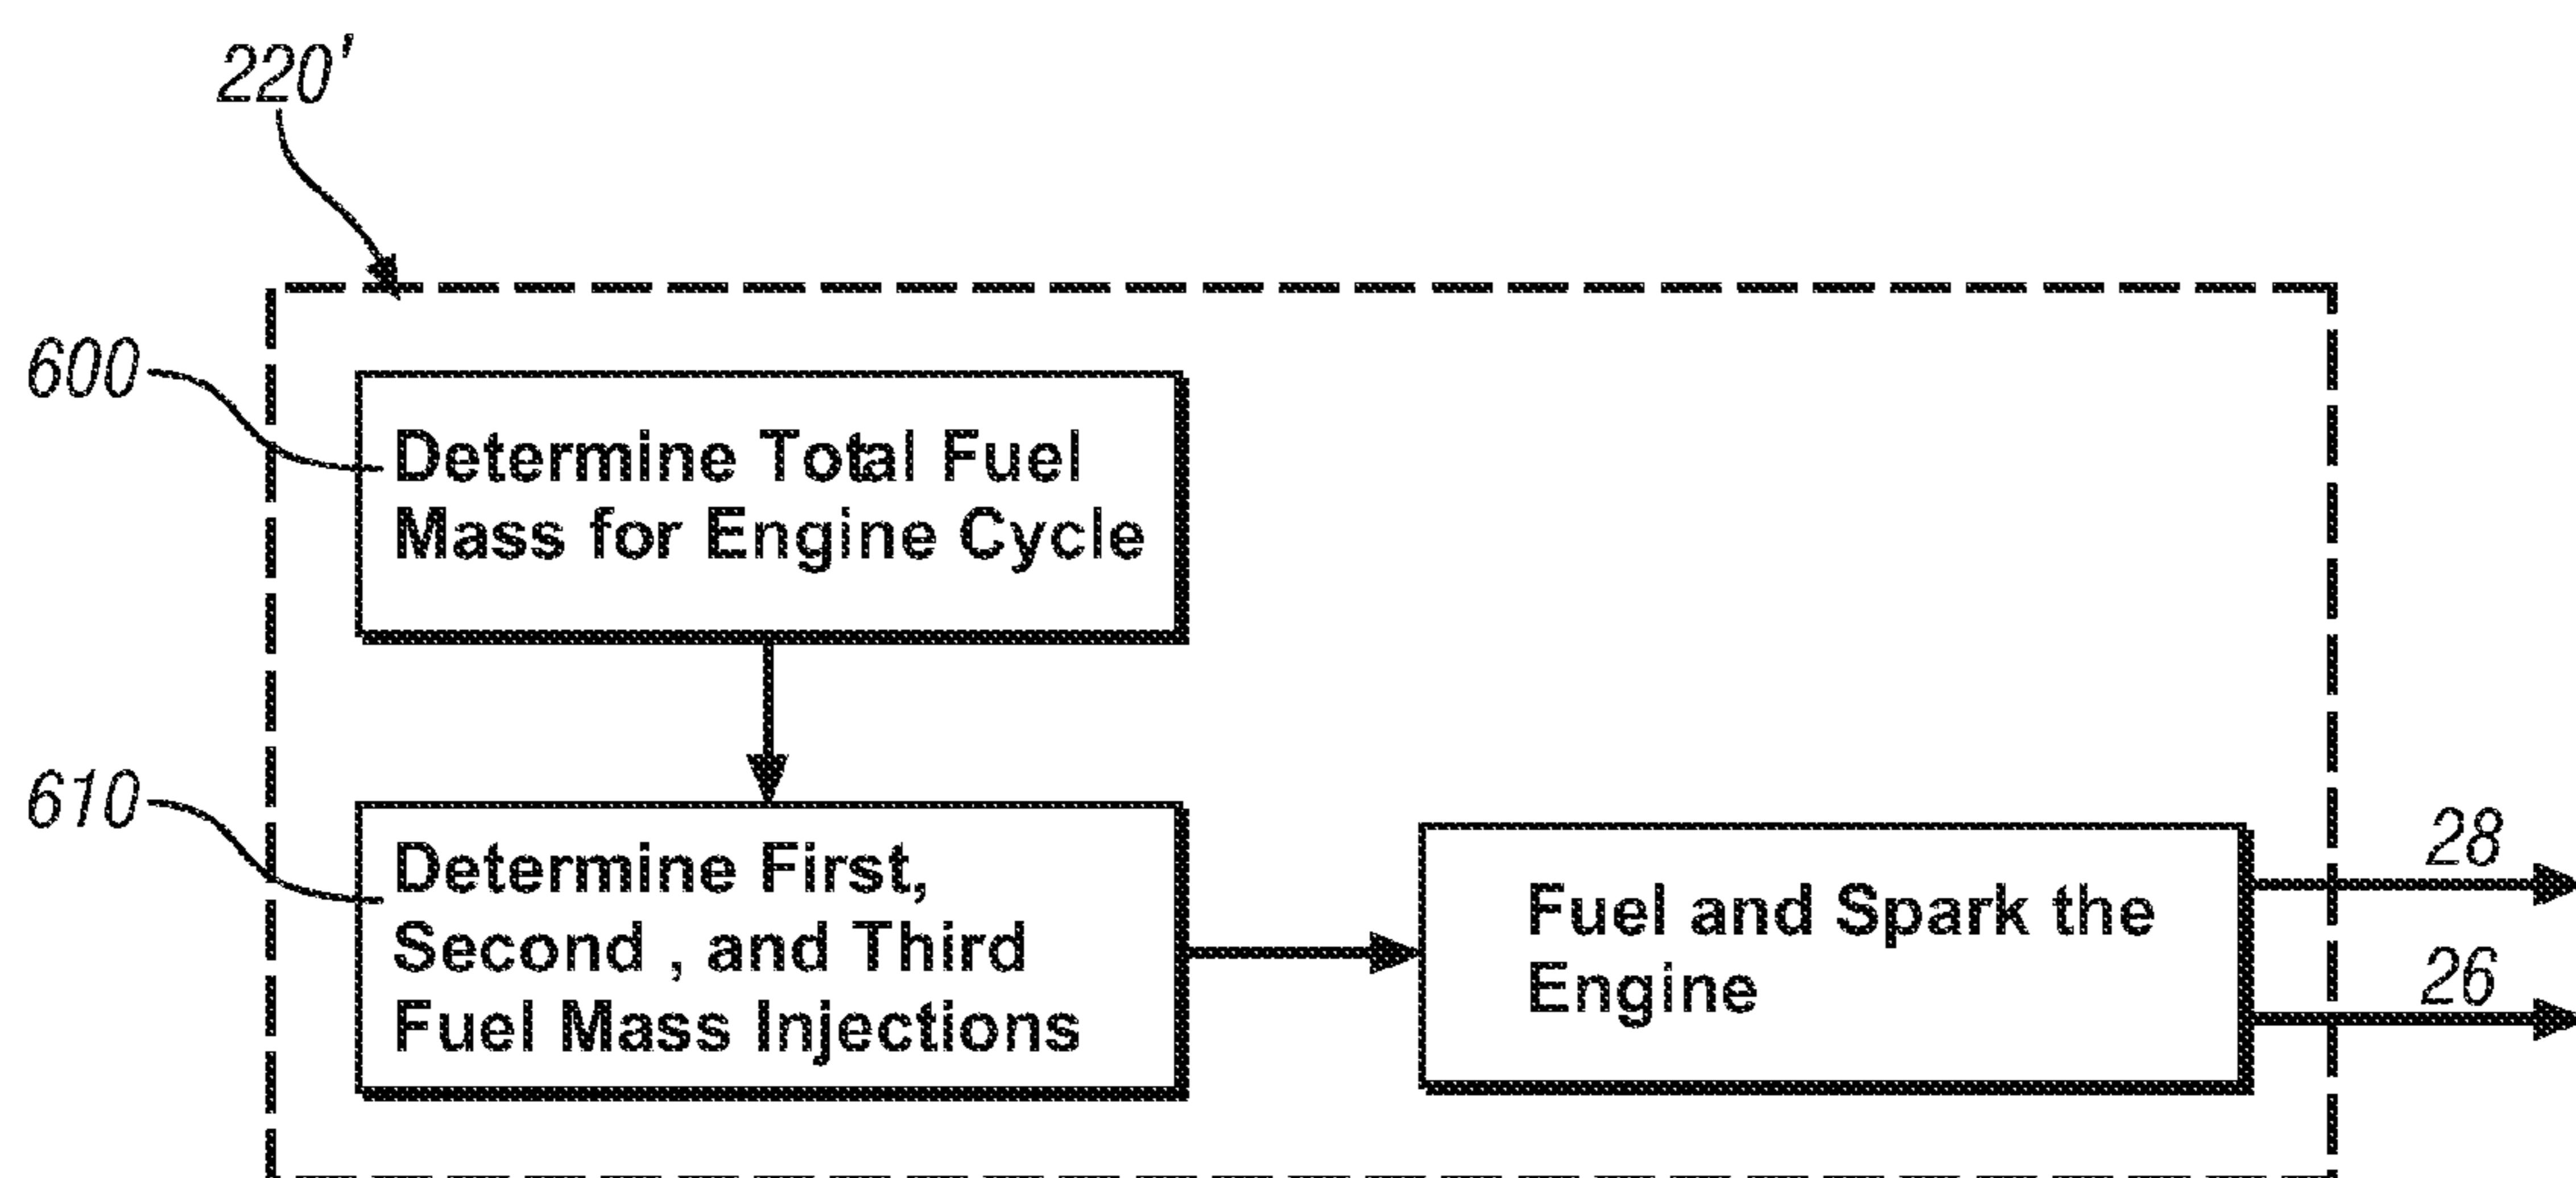 220'
600
Determine Total Fuel
Mass for Engine Cycle
610
Determine First,
Second , and Third
Fuel Mass Injections
Fuel and Spark the
Engine
28
26